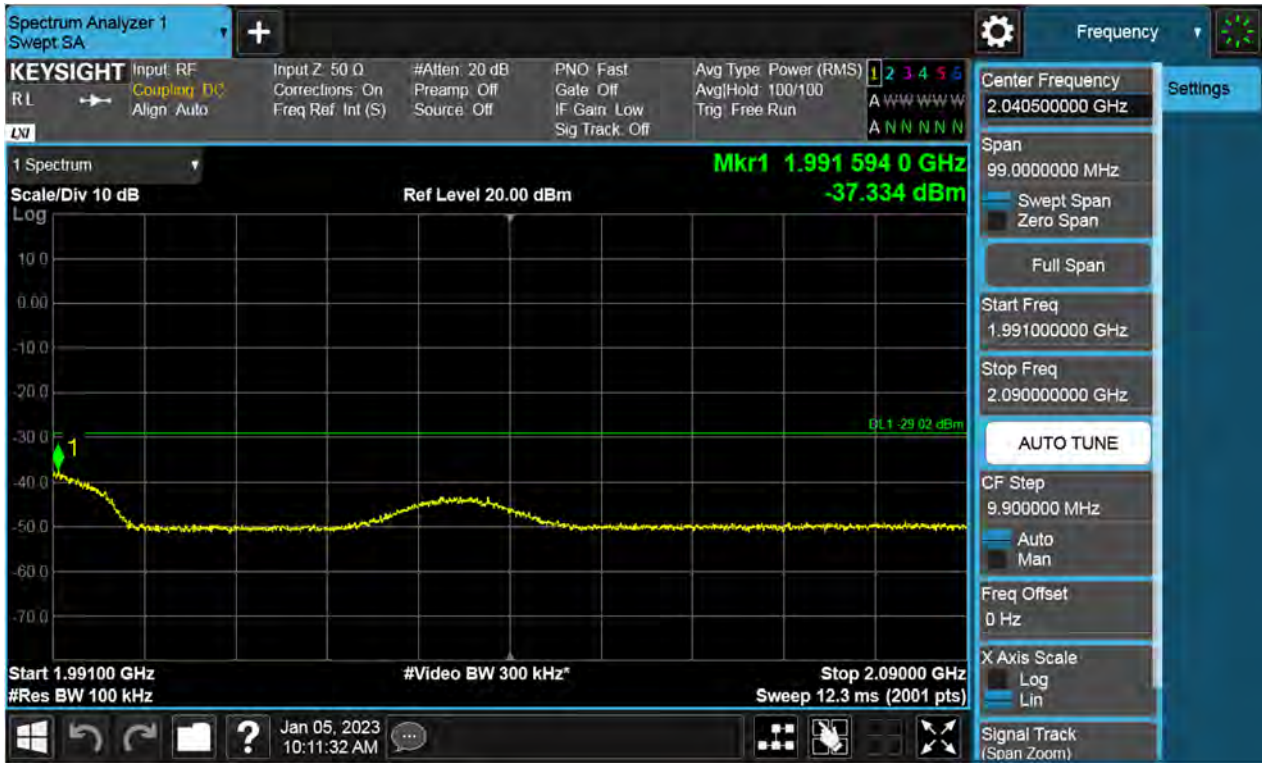 Spectrum Analyzer 1
Swept SA
+
Frequency
KEYSIGHT
RL
LXI
Input: RF
Coupling: DC
Align: Auto
Input Z: 50 Ω
Corrections: On
Freq Ref: Int (S)
#Atten: 20 dB
Preamp: Off
Source: Off
PNO: Fast
Gate: Off
IF Gain: Low
Sig Track: Off
Avg Type: Power (RMS)
Avg|Hold: 100/100
Trig: Free Run
1 2 3 4 5 6
A W W W W W
A N N N N N
1 Spectrum
Scale/Div 10 dB
Log
Ref Level 20.00 dBm
Mkr1 1.991 594 0 GHz
-37.334 dBm
10.0
0.00
-10.0
-20.0
-30.0
-40.0
-50.0
-60.0
-70.0
1
DL1 -29.02 dBm
Start 1.99100 GHz
#Res BW 100 kHz
#Video BW 300 kHz*
Stop 2.09000 GHz
Sweep 12.3 ms (2001 pts)
Center Frequency
2.040500000 GHz
Settings
Span
99.0000000 MHz
Swept Span
Zero Span
Full Span
Start Freq
1.991000000 GHz
Stop Freq
2.090000000 GHz
AUTO TUNE
CF Step
9.900000 MHz
Auto
Man
Freq Offset
0 Hz
X Axis Scale
Log
Lin
Signal Track
(Span Zoom)
?
Jan 05, 2023
10:11:32 AM